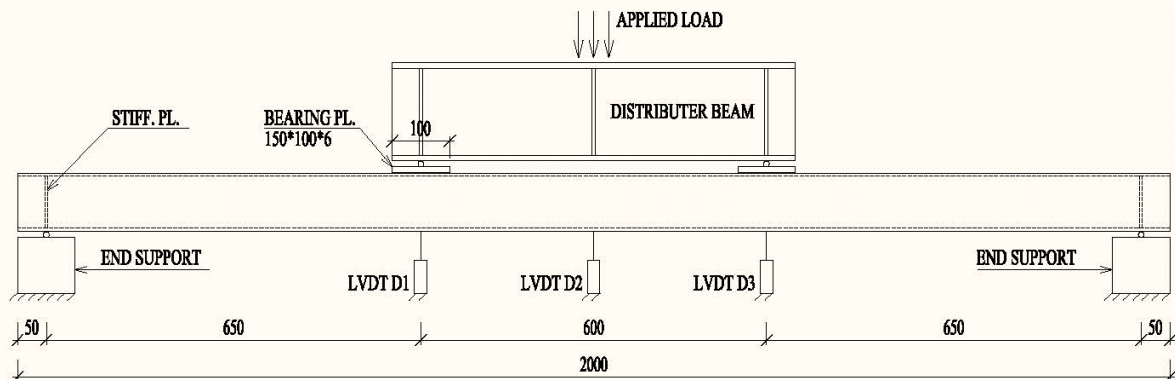 APPLIED LOAD
STIFF. PL.
BEARING PL.
150*100*6
100
DISTRIBUTER BEAM
END SUPPORT
LVDT D1
LVDT D2
LVDT D3
END SUPPORT
50
650
600
650
50
2000